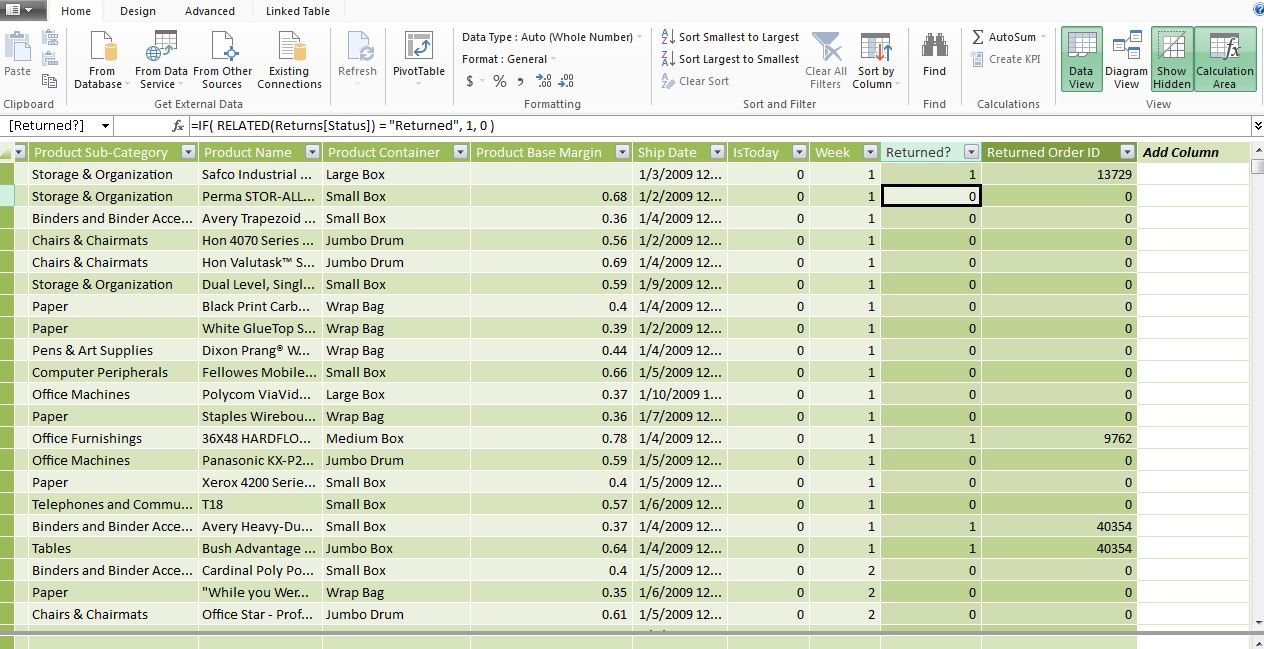 Home Design Advanced Linked Table
Paste
From Database
From Data Service
From Other Sources
Existing Connections
Refresh
PivotTable
Data Type : Auto (Whole Number)
Format : General
$ % , .00 .00
Sort Smallest to Largest
Sort Largest to Smallest
Clear Sort
Clear All Filters
Sort by Column
Find
AutoSum
Create KPI
Data View
Diagram View
Show Hidden
Calculation Area
Clipboard Get External Data Formatting Sort and Filter Find Calculations View
[Returned?] fx =IF( RELATED(Returns[Status]) = "Returned", 1, 0 )
Product Sub-Category Product Name Product Container Product Base Margin Ship Date IsToday Week Returned? Returned Order ID Add Column
Storage & Organization Safco Industrial ... Large Box 1/3/2009 12... 0 1 1 13729
Storage & Organization Perma STOR-ALL... Small Box 0.68 1/2/2009 12... 0 1 0 0
Binders and Binder Acce... Avery Trapezoid ... Small Box 0.36 1/4/2009 12... 0 1 0 0
Chairs & Chairmats Hon 4070 Series ... Jumbo Drum 0.56 1/2/2009 12... 0 1 0 0
Chairs & Chairmats Hon Valutask™ S... Jumbo Drum 0.69 1/4/2009 12... 0 1 0 0
Storage & Organization Dual Level, Singl... Small Box 0.59 1/9/2009 12... 0 1 0 0
Paper Black Print Carb... Wrap Bag 0.4 1/4/2009 12... 0 1 0 0
Paper White GlueTop S... Wrap Bag 0.39 1/2/2009 12... 0 1 0 0
Pens & Art Supplies Dixon Prang® W... Wrap Bag 0.44 1/4/2009 12... 0 1 0 0
Computer Peripherals Fellowes Mobile... Small Box 0.66 1/5/2009 12... 0 1 0 0
Office Machines Polycom ViaVid... Large Box 0.37 1/10/2009 1... 0 1 0 0
Paper Staples Wirebou... Wrap Bag 0.36 1/7/2009 12... 0 1 0 0
Office Furnishings 36X48 HARDFLO... Medium Box 0.78 1/4/2009 12... 0 1 1 9762
Office Machines Panasonic KX-P2... Jumbo Drum 0.59 1/5/2009 12... 0 1 0 0
Paper Xerox 4200 Serie... Small Box 0.4 1/5/2009 12... 0 1 0 0
Telephones and Commu... T18 Small Box 0.57 1/6/2009 12... 0 1 0 0
Binders and Binder Acce... Avery Heavy-Du... Small Box 0.37 1/4/2009 12... 0 1 1 40354
Tables Bush Advantage ... Jumbo Box 0.64 1/4/2009 12... 0 1 1 40354
Binders and Binder Acce... Cardinal Poly Po... Small Box 0.4 1/5/2009 12... 0 2 0 0
Paper "While you Wer... Wrap Bag 0.35 1/6/2009 12... 0 2 0 0
Chairs & Chairmats Office Star - Prof... Jumbo Drum 0.61 1/5/2009 12... 0 2 0 0